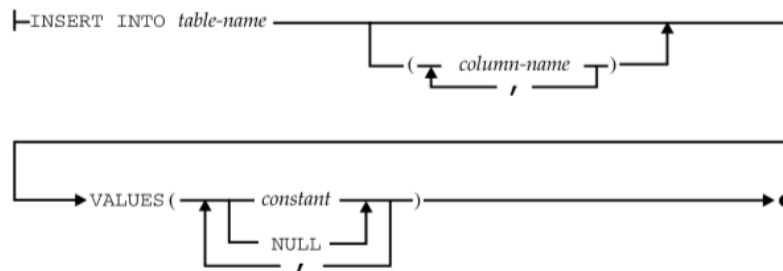 INSERT INTO table-name
( column-name )
,
VALUES ( constant )
NULL
,